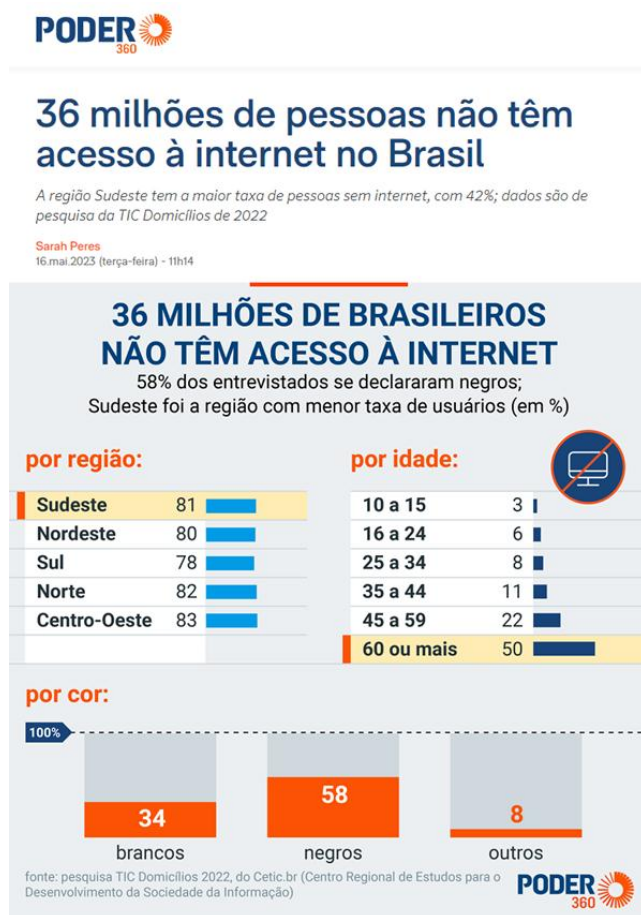 PODER
360
36 milhões de pessoas não têm
acesso à internet no Brasil
A região Sudeste tem a maior taxa de pessoas sem internet, com 42%; dados são de
pesquisa da TIC Domicílios de 2022
Sarah Peres
16.mai.2023 (terça-feira) - 11h14
36 MILHÕES DE BRASILEIROS
NÃO TÊM ACESSO À INTERNET
58% dos entrevistados se declararam negros;
Sudeste foi a região com menor taxa de usuários (em %)
por região:
Sudeste 81
Nordeste 80
Sul 78
Norte 82
Centro-Oeste 83
por idade:
10 a 15 3
16 a 24 6
25 a 34 8
35 a 44 11
45 a 59 22
60 ou mais 50
por cor:
100%
34 58 8
brancos negros outros
fonte: pesquisa TIC Domicílios 2022, do Cetic.br (Centro Regional de Estudos para o
Desenvolvimento da Sociedade da Informação)
PODER
360